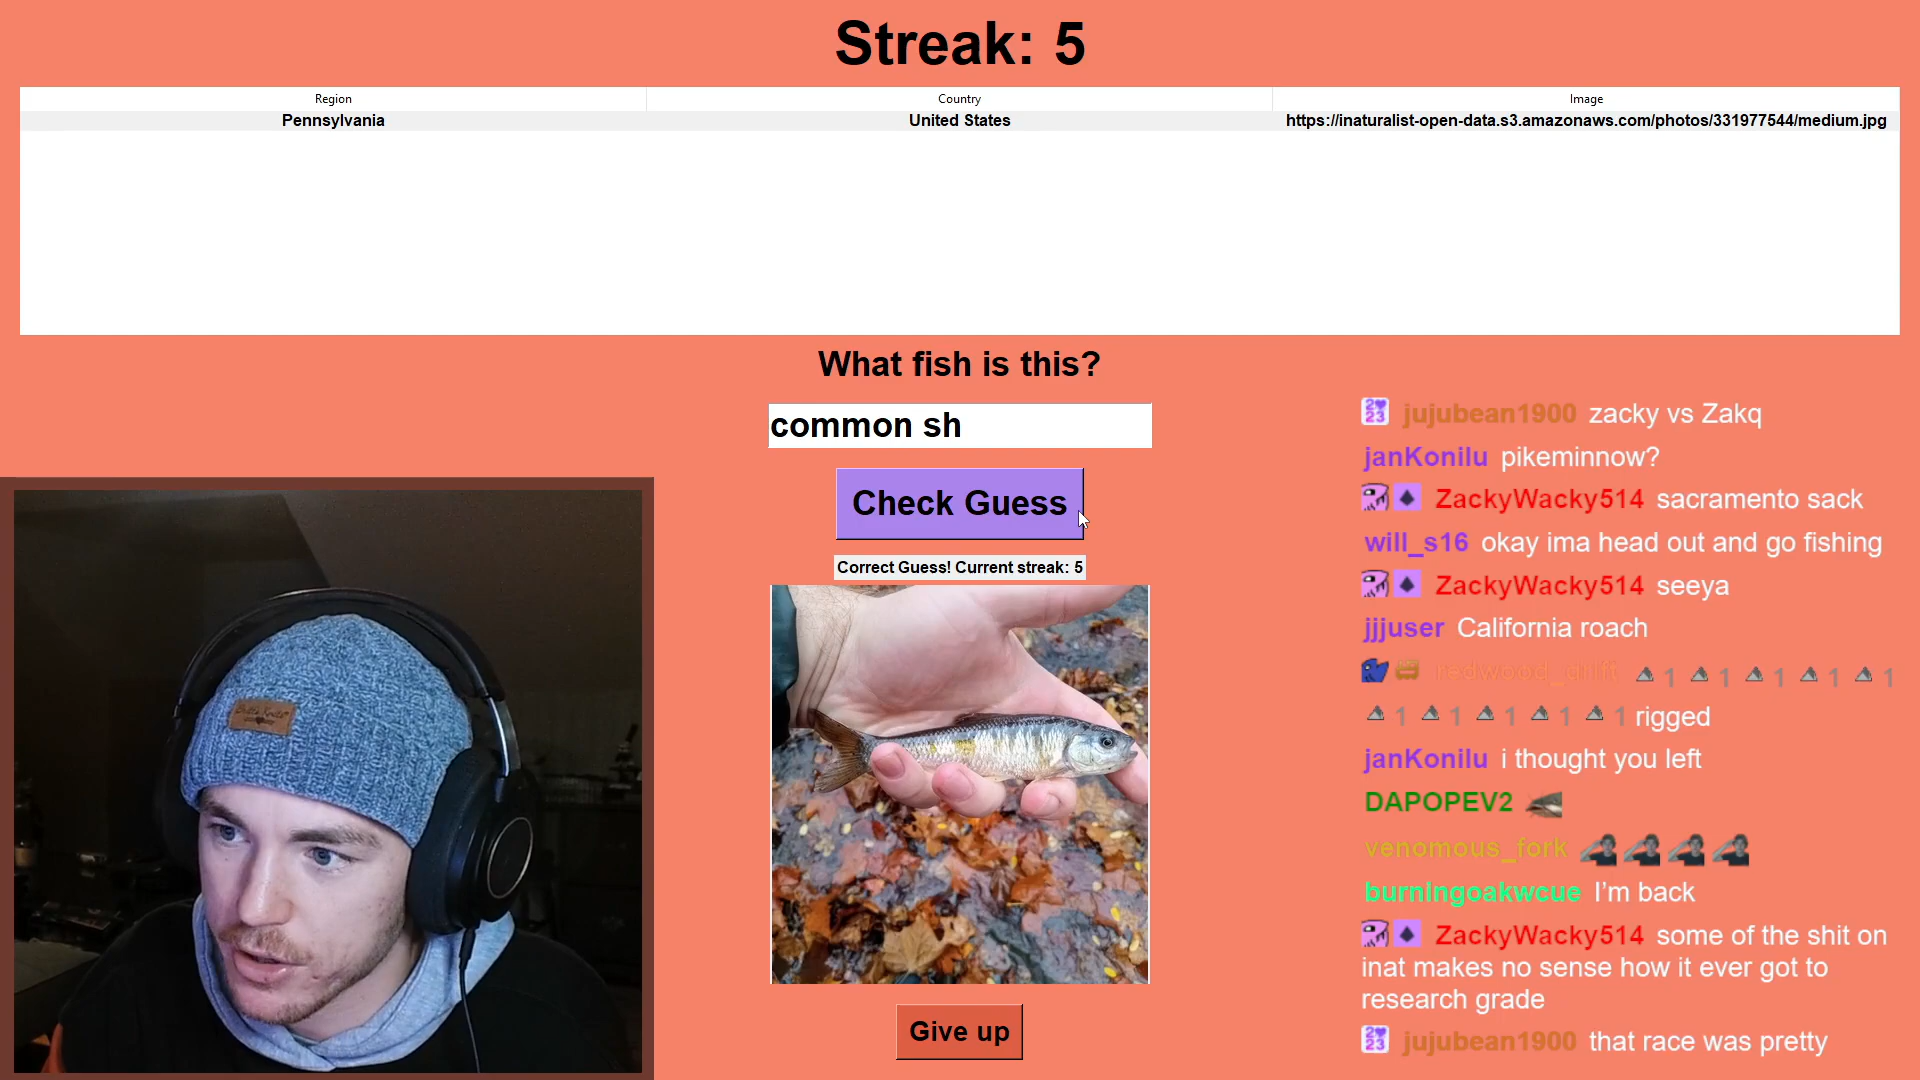 Streak: 5
Region Country Image
Pennsylvania United States https://inaturalist-open-data.s3.amazonaws.com/photos/331977544/medium.jpg
What fish is this?
common sh
Check Guess
Correct Guess! Current streak: 5
Give up
jujubean1900 zacky vs Zakq
janKonilu pikeminnow?
ZackyWacky514 sacramento sack
will_s16 okay ima head out and go fishing
ZackyWacky514 seeya
jjjuser California roach
redwood_grift 1 1 1 1 1
1 1 1 1 1 rigged
janKonilu i thought you left
DAPOPEV2
venomous_fork
burningoakwcue I'm back
ZackyWacky514 some of the shit on
inat makes no sense how it ever got to
research grade
jujubean1900 that race was pretty